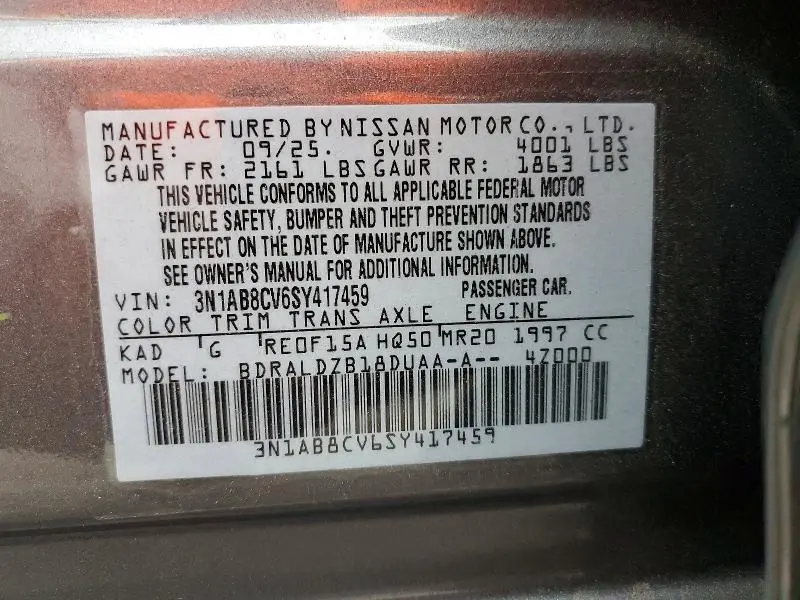 MANUFACTURED BY NISSAN MOTOR CO., LTD.
DATE: 09/25. GVWR: 4001 LBS
GAWR FR: 2161 LBS GAWR RR: 1863 LBS
THIS VEHICLE CONFORMS TO ALL APPLICABLE FEDERAL MOTOR
VEHICLE SAFETY, BUMPER AND THEFT PREVENTION STANDARDS
IN EFFECT ON THE DATE OF MANUFACTURE SHOWN ABOVE.
SEE OWNER'S MANUAL FOR ADDITIONAL INFORMATION.
VIN: 3N1AB8CV6SY417459 PASSENGER CAR.
COLOR TRIM TRANS AXLE ENGINE
KAD G RE0F15A HQ50 MR20 1997 CC
MODEL: BDRALDZB18DUAA-A-- 4Z000
3N1AB8CV6SY417459